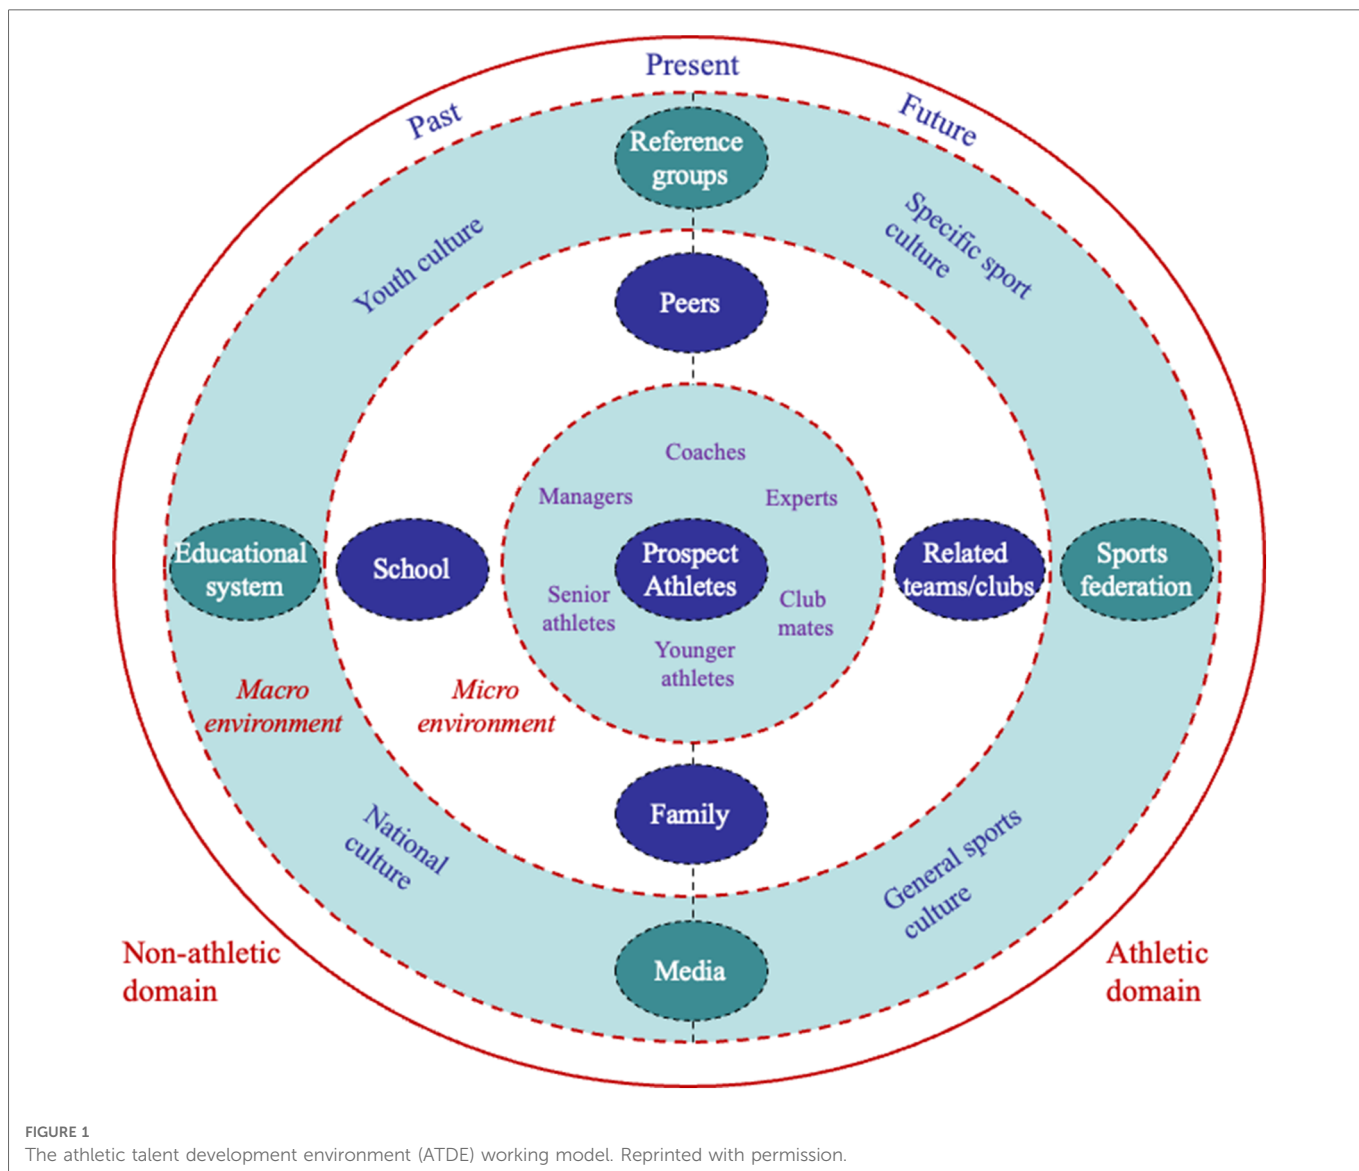 Present
Past
Future
Reference
groups
Youth culture
Specific sport
culture
Peers
Coaches
Managers
Experts
Educational
system
School
Prospect
Athletes
Related
teams/clubs
Sports
federation
Senior
athletes
Club
mates
Younger
athletes
Macro
environment
Micro
environment
Family
National
culture
General sports
culture
Media
Non-athletic
domain
Athletic
domain
FIGURE 1
The athletic talent development environment (ATDE) working model. Reprinted with permission.